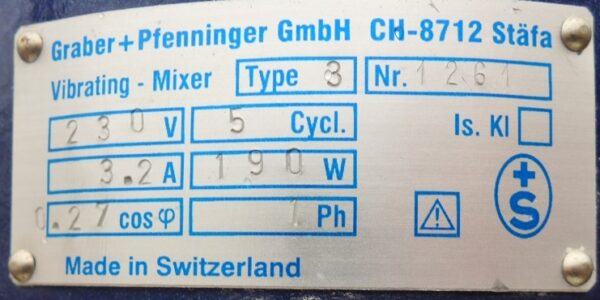 Graber+Pfenninger GmbH CH-8712 Stäfa
Vibrating - Mixer Type 3 Nr. 1261
230 V 5 Cycl. Is. Kl
3.2 A 190 W
0.27 cos φ 1 Ph
+S
Made in Switzerland